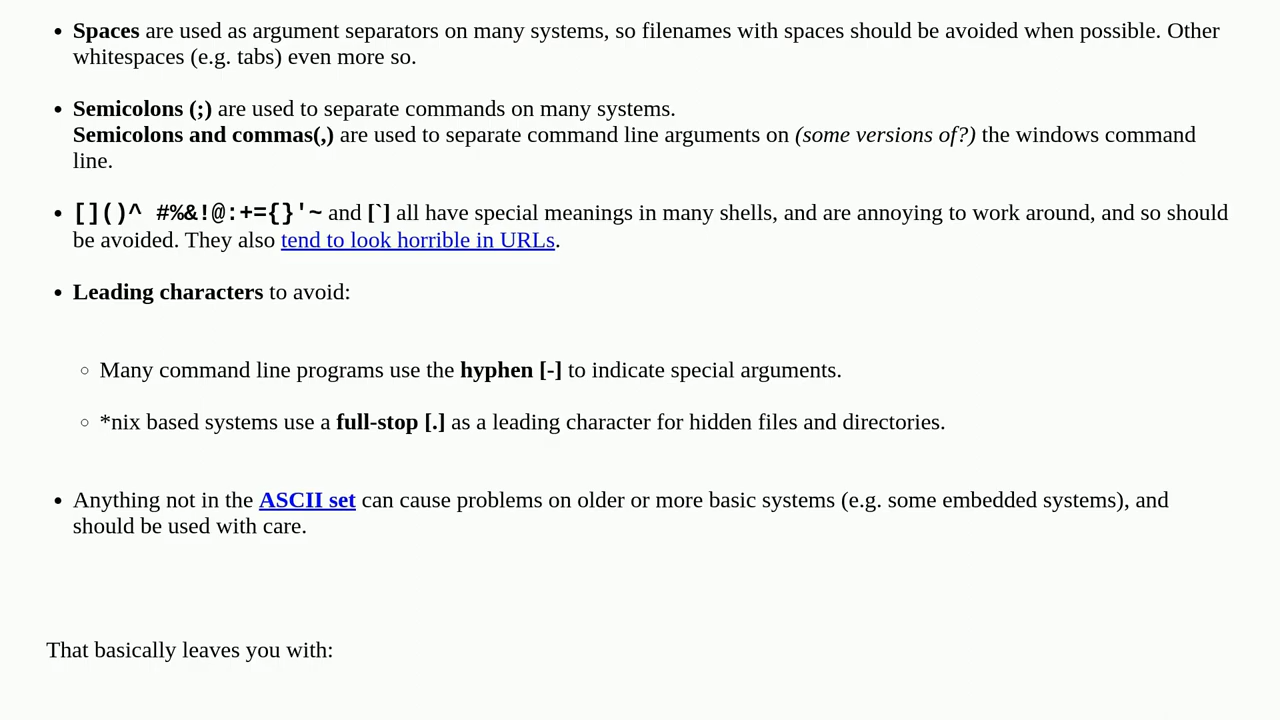 • Spaces are used as argument separators on many systems, so filenames with spaces should be avoided when possible. Other
whitespaces (e.g. tabs) even more so.
• Semicolons (;) are used to separate commands on many systems.
Semicolons and commas(,) are used to separate command line arguments on (some versions of?) the windows command
line.
• []()^ #%&!@:+={}'~ and [`] all have special meanings in many shells, and are annoying to work around, and so should
be avoided. They also tend to look horrible in URLs.
• Leading characters to avoid:
◦ Many command line programs use the hyphen [-] to indicate special arguments.
◦ *nix based systems use a full-stop [.] as a leading character for hidden files and directories.
• Anything not in the ASCII set can cause problems on older or more basic systems (e.g. some embedded systems), and
should be used with care.
That basically leaves you with: